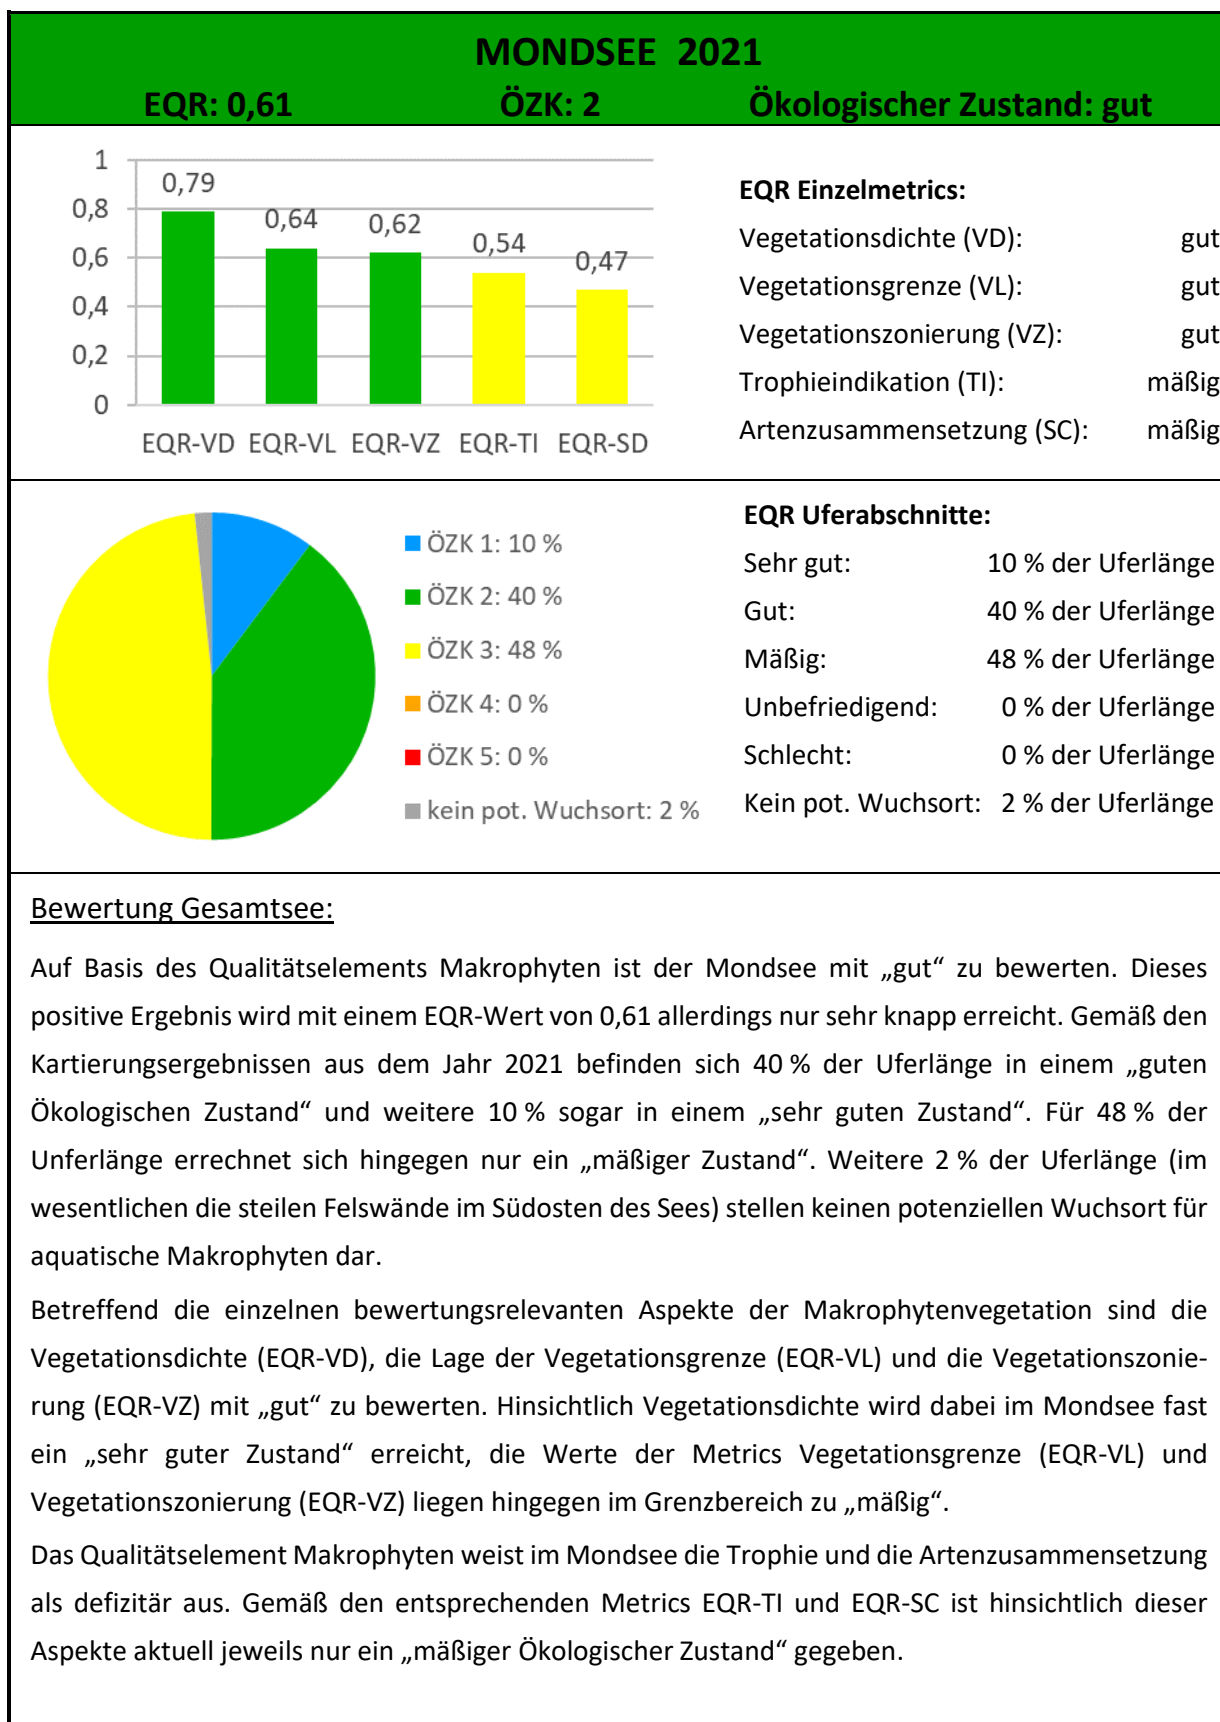 MONDSEE 2021
EQR: 0,61 ÖZK: 2 Ökologischer Zustand: gut
1
0,8
0,6
0,4
0,2
0
0,79
0,64
0,62
0,54
0,47
EQR-VD EQR-VL EQR-VZ EQR-TI EQR-SD
EQR Einzelmetrics:
Vegetationsdichte (VD): gut
Vegetationsgrenze (VL): gut
Vegetationszonierung (VZ): gut
Trophieindikation (TI): mäßig
Artenzusammensetzung (SC): mäßig
ÖZK 1: 10 %
ÖZK 2: 40 %
ÖZK 3: 48 %
ÖZK 4: 0 %
ÖZK 5: 0 %
kein pot. Wuchsort: 2 %
EQR Uferabschnitte:
Sehr gut: 10 % der Uferlänge
Gut: 40 % der Uferlänge
Mäßig: 48 % der Uferlänge
Unbefriedigend: 0 % der Uferlänge
Schlecht: 0 % der Uferlänge
Kein pot. Wuchsort: 2 % der Uferlänge
Bewertung Gesamtsee:
Auf Basis des Qualitätselements Makrophyten ist der Mondsee mit „gut“ zu bewerten. Dieses
positive Ergebnis wird mit einem EQR-Wert von 0,61 allerdings nur sehr knapp erreicht. Gemäß den
Kartierungsergebnissen aus dem Jahr 2021 befinden sich 40 % der Uferlänge in einem „guten
Ökologischen Zustand“ und weitere 10 % sogar in einem „sehr guten Zustand“. Für 48 % der
Unferlänge errechnet sich hingegen nur ein „mäßiger Zustand“. Weitere 2 % der Uferlänge (im
wesentlichen die steilen Felswände im Südosten des Sees) stellen keinen potenziellen Wuchsort für
aquatische Makrophyten dar.
Betreffend die einzelnen bewertungsrelevanten Aspekte der Makrophytenvegetation sind die
Vegetationsdichte (EQR-VD), die Lage der Vegetationsgrenze (EQR-VL) und die Vegetationszonie-
rung (EQR-VZ) mit „gut“ zu bewerten. Hinsichtlich Vegetationsdichte wird dabei im Mondsee fast
ein „sehr guter Zustand“ erreicht, die Werte der Metrics Vegetationsgrenze (EQR-VL) und
Vegetationszonierung (EQR-VZ) liegen hingegen im Grenzbereich zu „mäßig“.
Das Qualitätselement Makrophyten weist im Mondsee die Trophie und die Artenzusammensetzung
als defizitär aus. Gemäß den entsprechenden Metrics EQR-TI und EQR-SC ist hinsichtlich dieser
Aspekte aktuell jeweils nur ein „mäßiger Ökologischer Zustand“ gegeben.